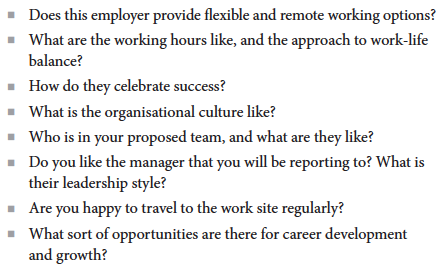 ▪ Does this employer provide flexible and remote working options?
▪ What are the working hours like, and the approach to work-life
balance?
▪ How do they celebrate success?
▪ What is the organisational culture like?
▪ Who is in your proposed team, and what are they like?
▪ Do you like the manager that you will be reporting to? What is
their leadership style?
▪ Are you happy to travel to the work site regularly?
▪ What sort of opportunities are there for career development
and growth?